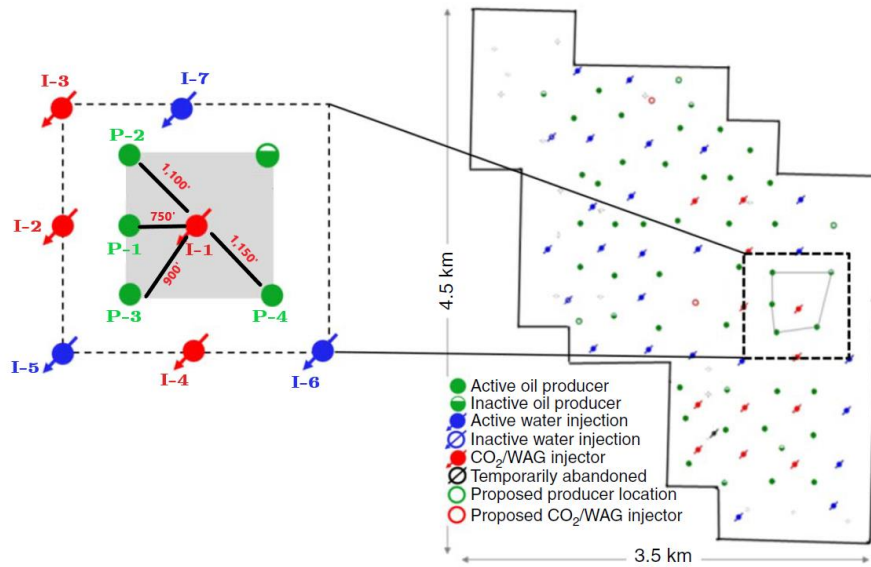 I-3
I-7
P-2
1,100'
I-2
750'
P-1
I-1
1,150'
900'
P-3
P-4
I-5
I-4
I-6
4.5 km
Active oil producer
Inactive oil producer
Active water injection
Inactive water injection
CO₂/WAG injector
Temporarily abandoned
Proposed producer location
Proposed CO₂/WAG injector
3.5 km